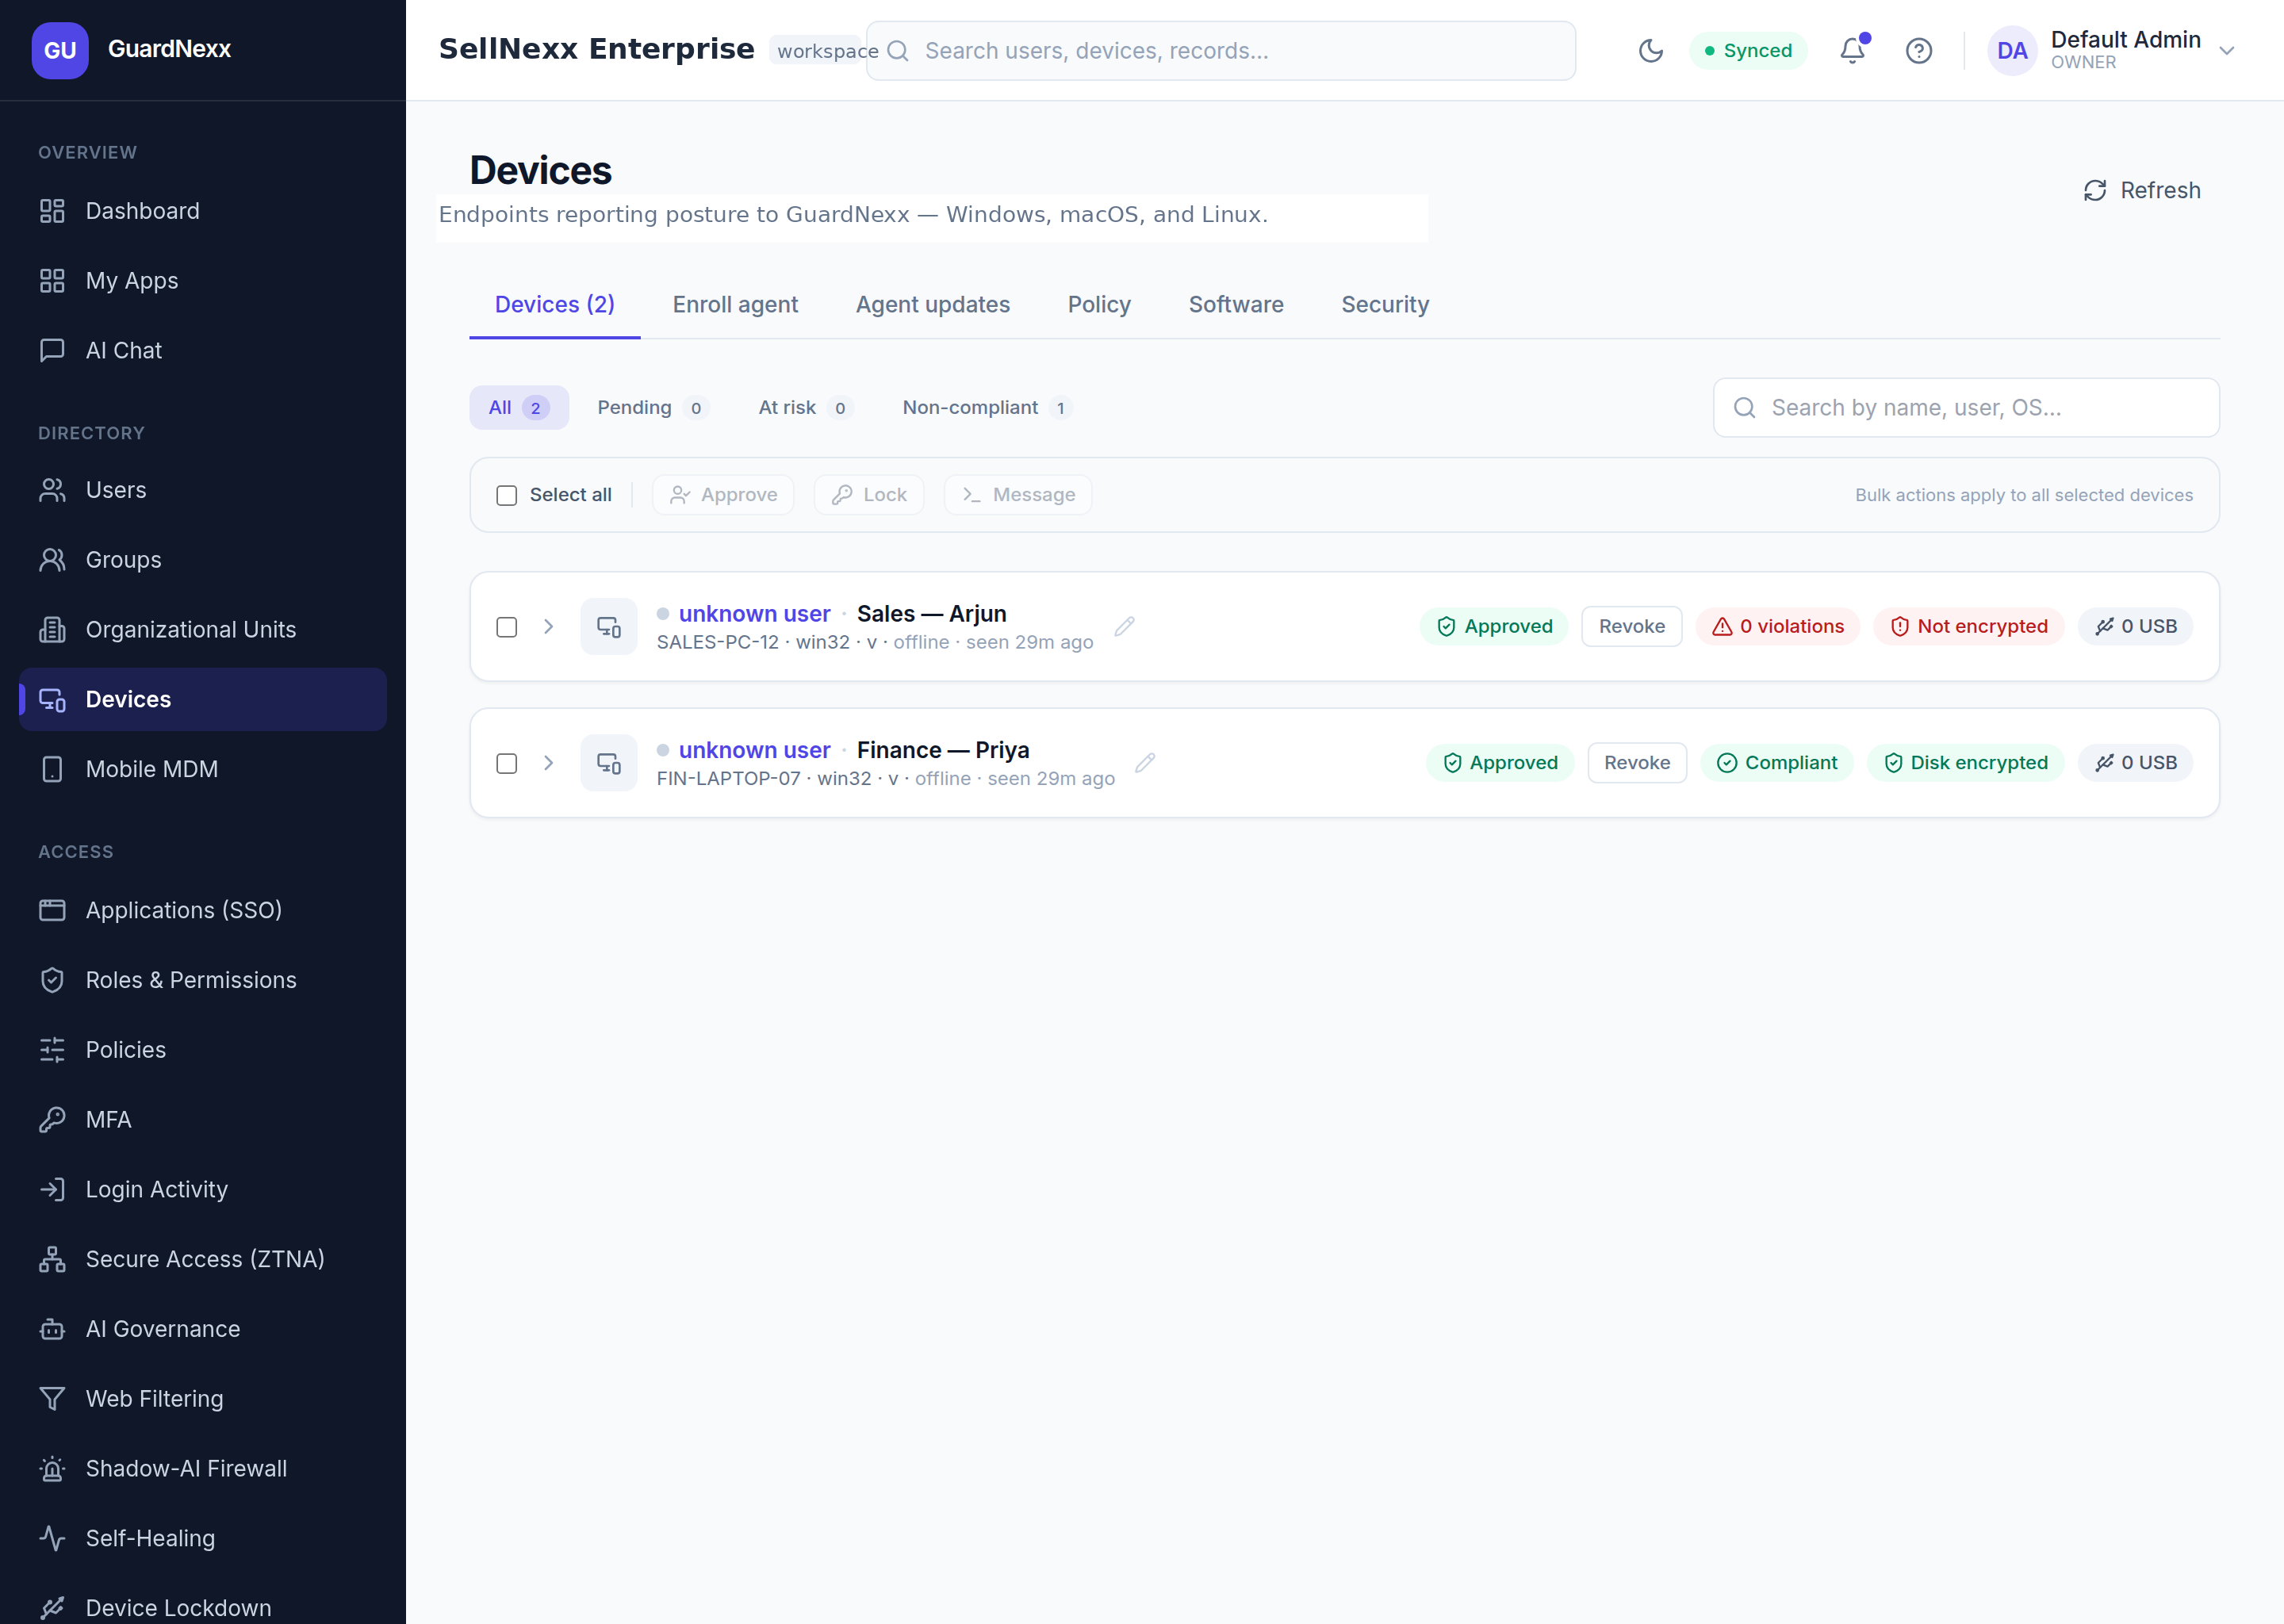 GU GuardNexx
SellNexx Enterprise workspace
Search users, devices, records...
Synced
DA Default Admin
OWNER
OVERVIEW
Dashboard
My Apps
AI Chat
DIRECTORY
Users
Groups
Organizational Units
Devices
Mobile MDM
ACCESS
Applications (SSO)
Roles & Permissions
Policies
MFA
Login Activity
Secure Access (ZTNA)
AI Governance
Web Filtering
Shadow-AI Firewall
Self-Healing
Device Lockdown
Devices
Endpoints reporting posture to GuardNexx — Windows, macOS, and Linux.
Refresh
Devices (2) Enroll agent Agent updates Policy Software Security
All 2 Pending 0 At risk 0 Non-compliant 1
Search by name, user, OS...
Select all Approve Lock Message Bulk actions apply to all selected devices
unknown user · Sales — Arjun
SALES-PC-12 · win32 · v · offline · seen 29m ago
Approved Revoke 0 violations Not encrypted 0 USB
unknown user · Finance — Priya
FIN-LAPTOP-07 · win32 · v · offline · seen 29m ago
Approved Revoke Compliant Disk encrypted 0 USB